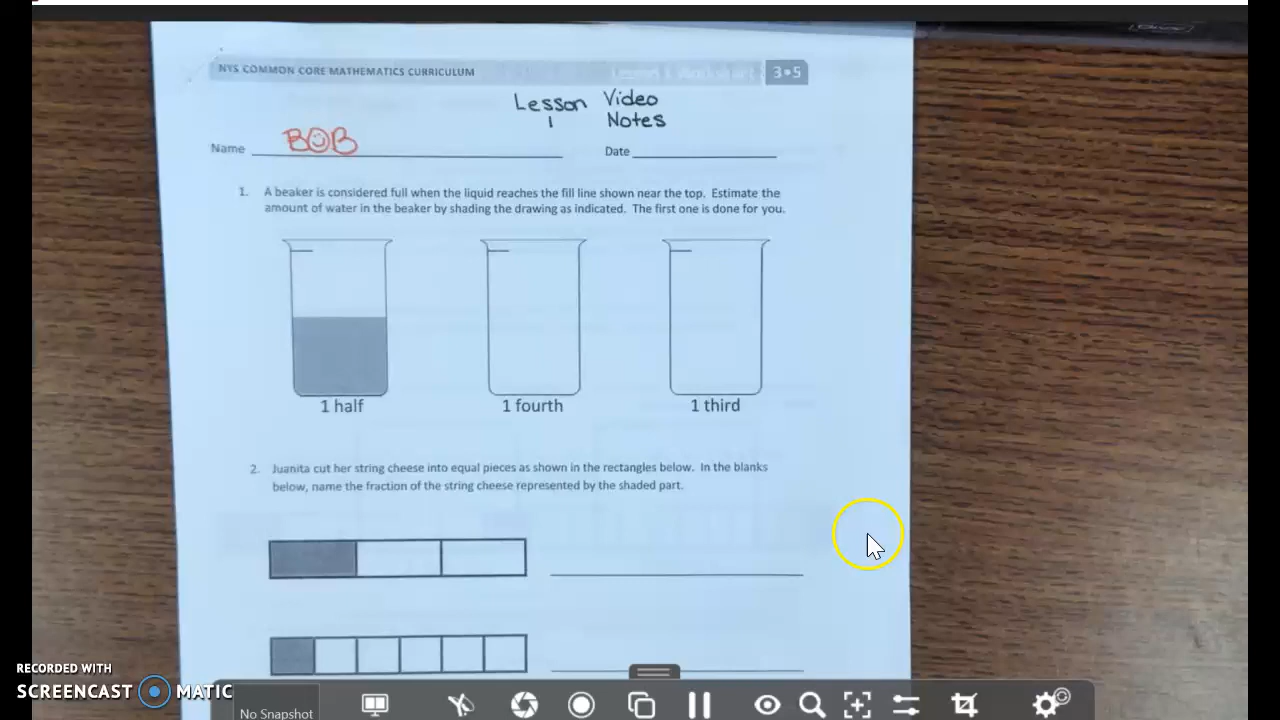 NYS COMMON CORE MATHEMATICS CURRICULUM
3•5
Lesson Video
1 Notes
Name BOB Date
1. A beaker is considered full when the liquid reaches the fill line shown near the top. Estimate the
amount of water in the beaker by shading the drawing as indicated. The first one is done for you.
1 half 1 fourth 1 third
2. Juanita cut her string cheese into equal pieces as shown in the rectangles below. In the blanks
below, name the fraction of the string cheese represented by the shaded part.
RECORDED WITH
SCREENCAST MATIC
No Snapshot